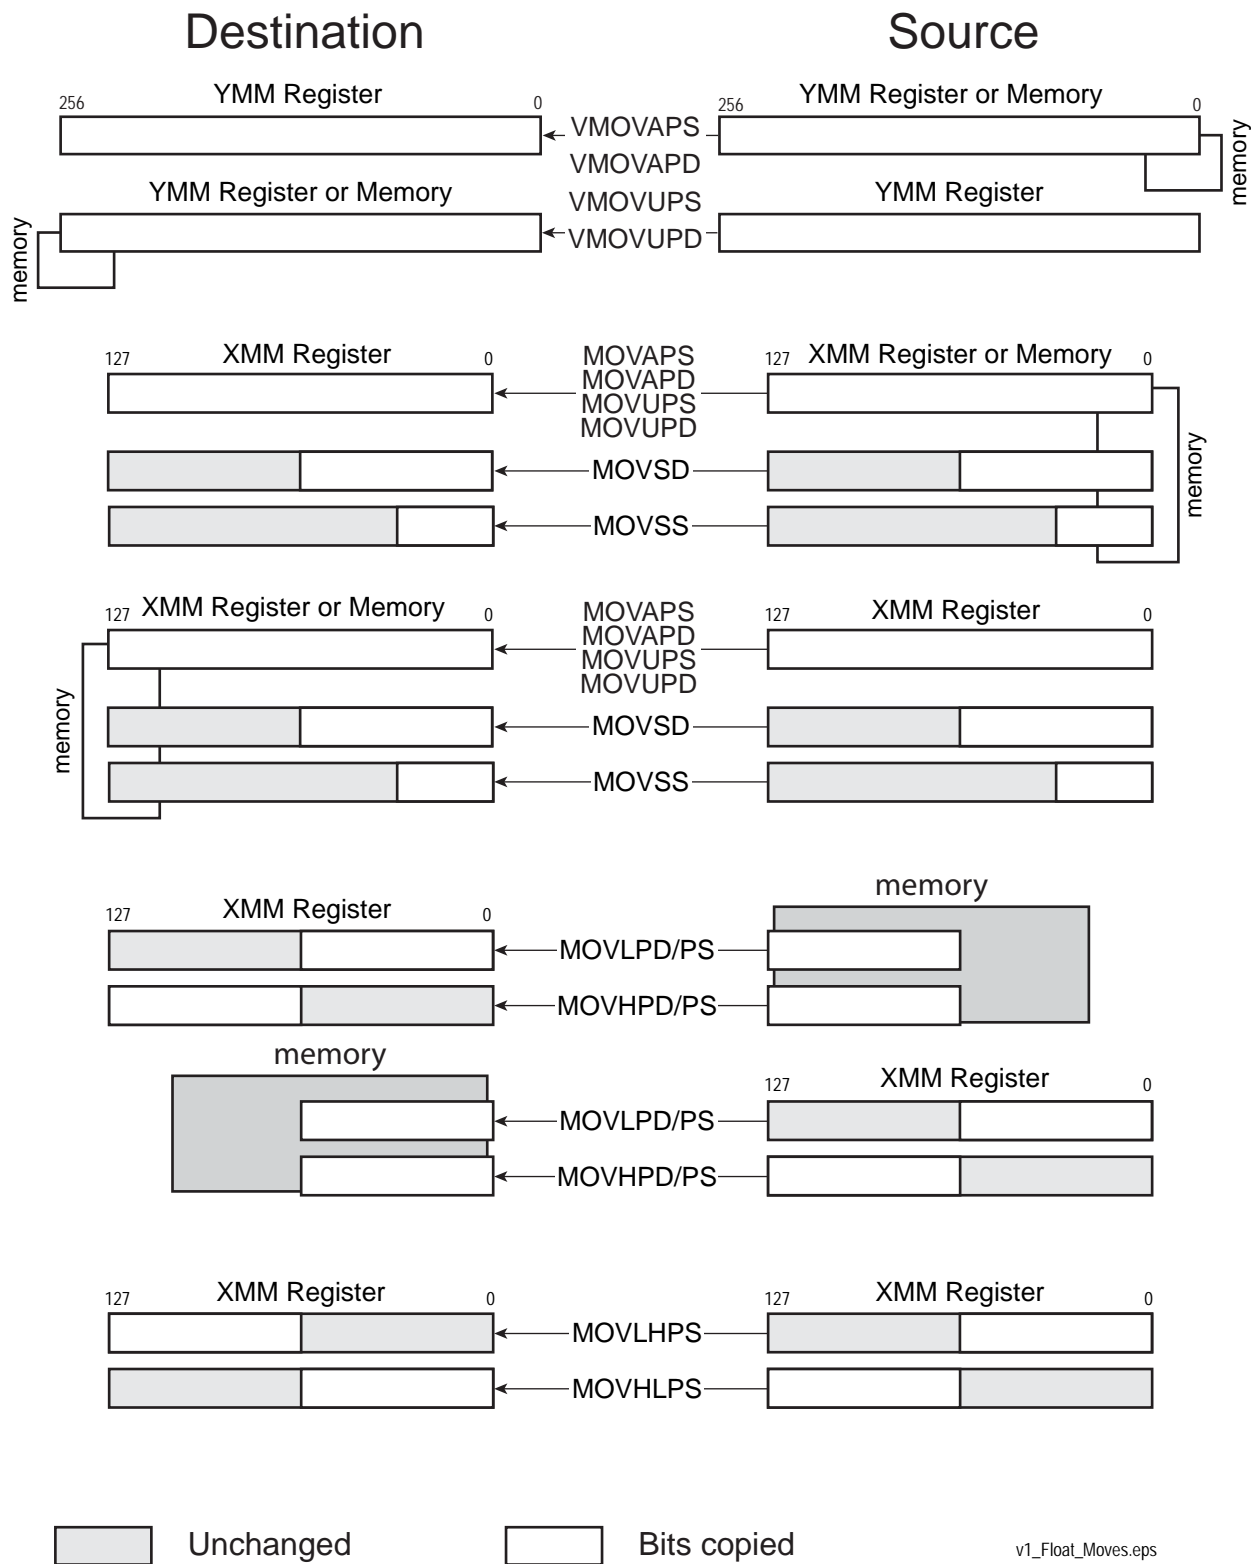 Destination Source
YMM Register YMM Register or Memory
256 0 256 0
VMOVAPS
memory
VMOVAPD
YMM Register or Memory YMM Register
VMOVUPS
VMOVUPD
memory
127 XMM Register 0 127 XMM Register or Memory 0
MOVAPS
MOVAPD
MOVUPS
MOVUPD
memory
MOVSD
MOVSS
127 XMM Register or Memory 0 127 XMM Register 0
MOVAPS
MOVAPD
MOVUPS
MOVUPD
memory
MOVSD
MOVSS
memory
127 XMM Register 0
MOVLPD/PS
MOVHPD/PS
memory
127 XMM Register 0
MOVLPD/PS
MOVHPD/PS
127 XMM Register 0 127 XMM Register 0
MOVLHPS
MOVHLPS
Unchanged Bits copied v1_Float_Moves.eps